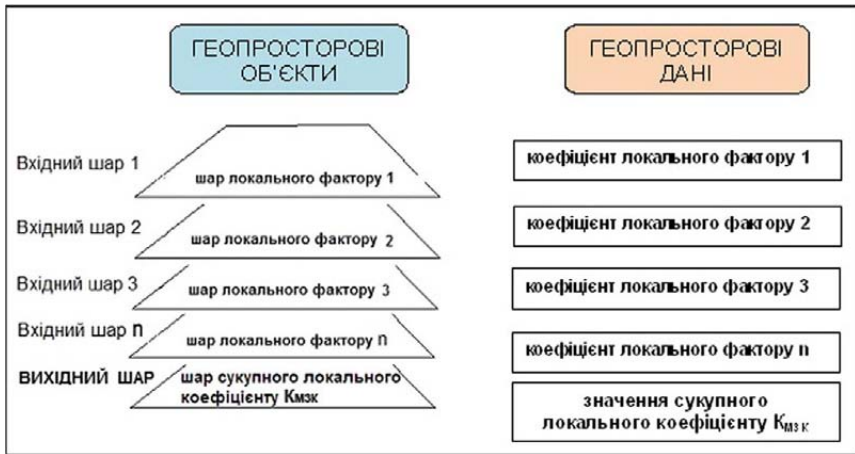 ГЕОПРОСТОРОВІ
ОБ'ЄКТИ
ГЕОПРОСТОРОВІ
ДАНІ
Вхідний шар 1
шар локального фактору 1
коефіцієнт локального фактору 1
Вхідний шар 2
шар локального фактору 2
коефіцієнт локального фактору 2
Вхідний шар 3
шар локального фактору 3
коефіцієнт локального фактору 3
Вхідний шар n
шар локального фактору n
коефіцієнт локального фактору n
ВИХІДНИЙ ШАР
шар сукупного локального
коефіцієнту Кмзк
значення сукупного
локального коефіцієнту Кмзк